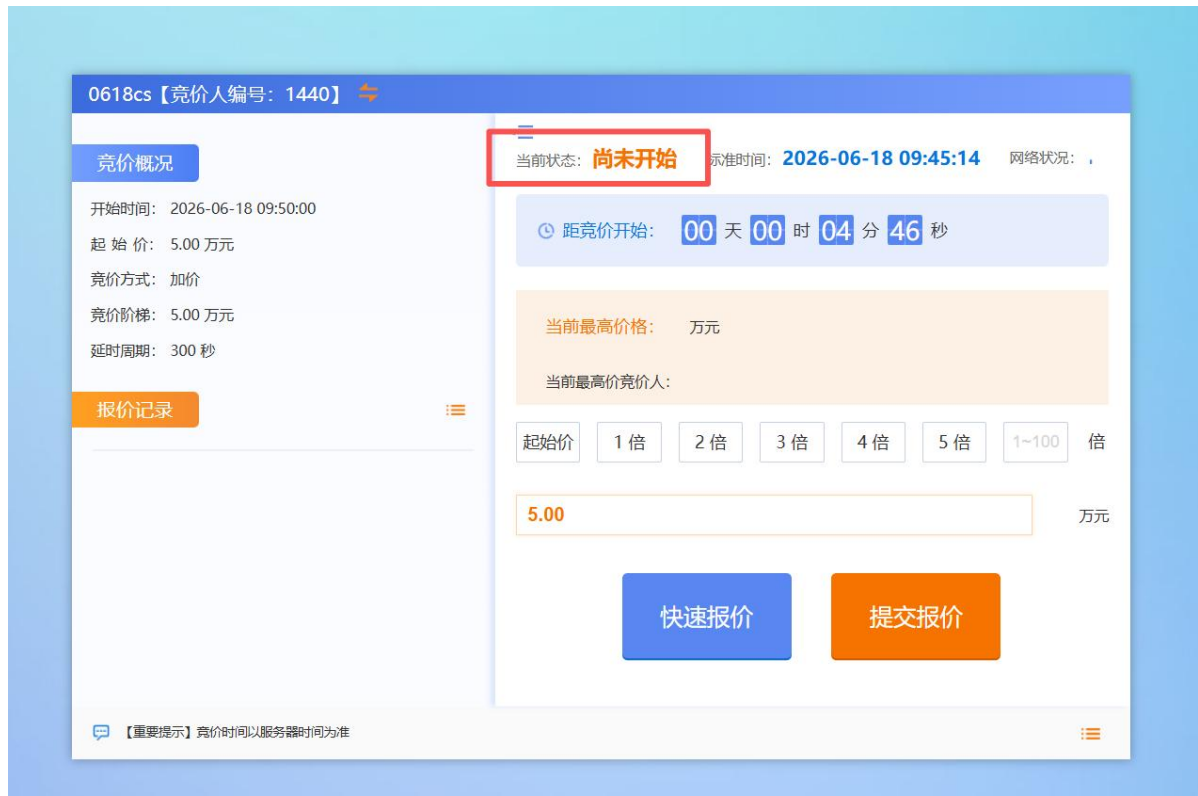 0618cs【竞价人编号：1440】
竞价概况
开始时间： 2026-06-18 09:50:00
起 始 价： 5.00 万元
竞价方式： 加价
竞价阶梯： 5.00 万元
延时周期： 300 秒
报价记录
当前状态： 尚未开始 标准时间： 2026-06-18 09:45:14 网络状况：
距竞价开始： 00 天 00 时 04 分 46 秒
当前最高价格： 万元
当前最高价竞价人：
起始价 1 倍 2 倍 3 倍 4 倍 5 倍 1~100 倍
5.00 万元
快速报价 提交报价
【重要提示】竞价时间以服务器时间为准